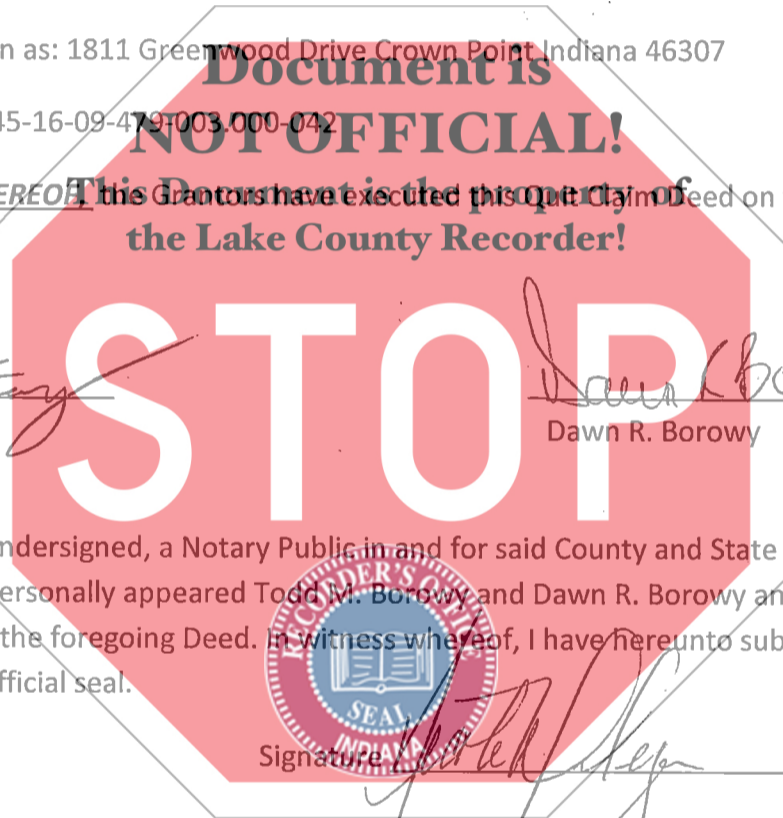 n as: 1811 Greenwood Drive Crown Point Indiana 46307
Document is
45-16-09-479-003.000-042
NOT OFFICIAL!
EREOF, the Grantors have executed this Quit Claim Deed on
This Document is the property of
the Lake County Recorder!
STOP
Dawn R. Borowy
ndersigned, a Notary Public in and for said County and State
ersonally appeared Todd M. Borowy and Dawn R. Borowy an
the foregoing Deed. In witness whereof, I have hereunto sub
fficial seal.
RECORDER'S OFFICE
SEAL
INDIANA
Signature